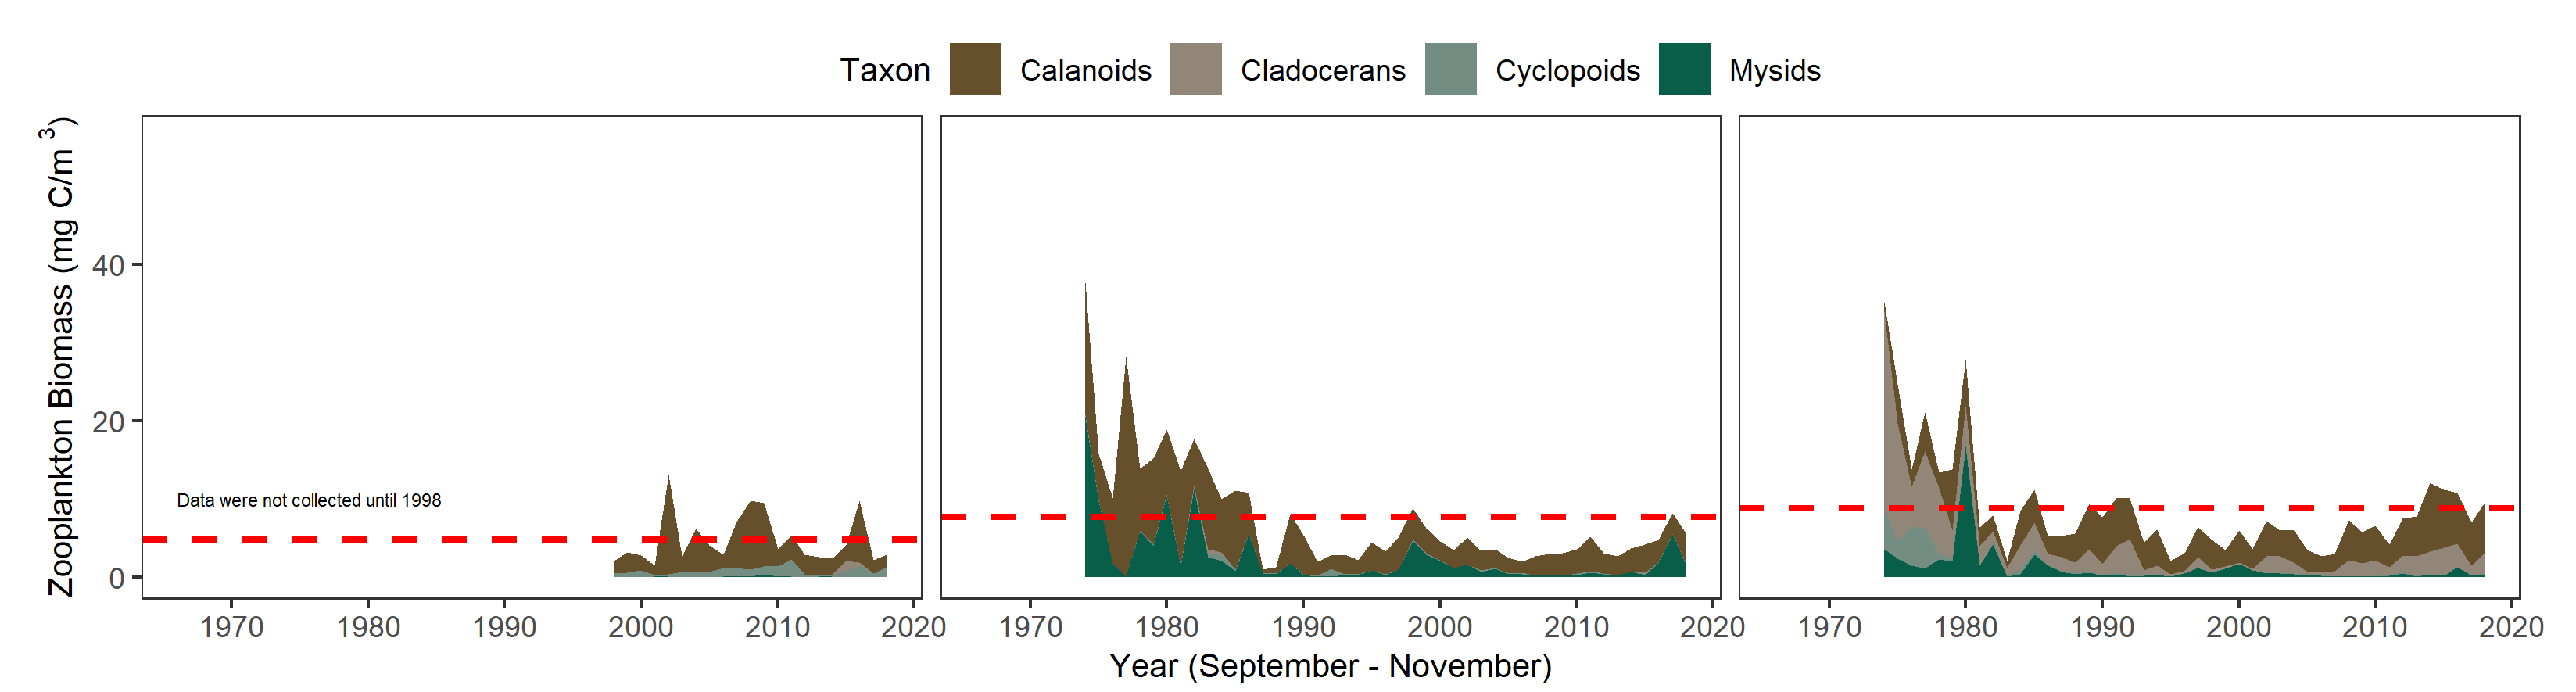 Taxon Calanoids Cladocerans Cyclopoids Mysids
Zooplankton Biomass (mg C/m 3)
40
20
0
Data were not collected until 1998
1970 1980 1990 2000 2010 2020 1970 1980 1990 2000 2010 2020 1970 1980 1990 2000 2010 2020
Year (September - November)